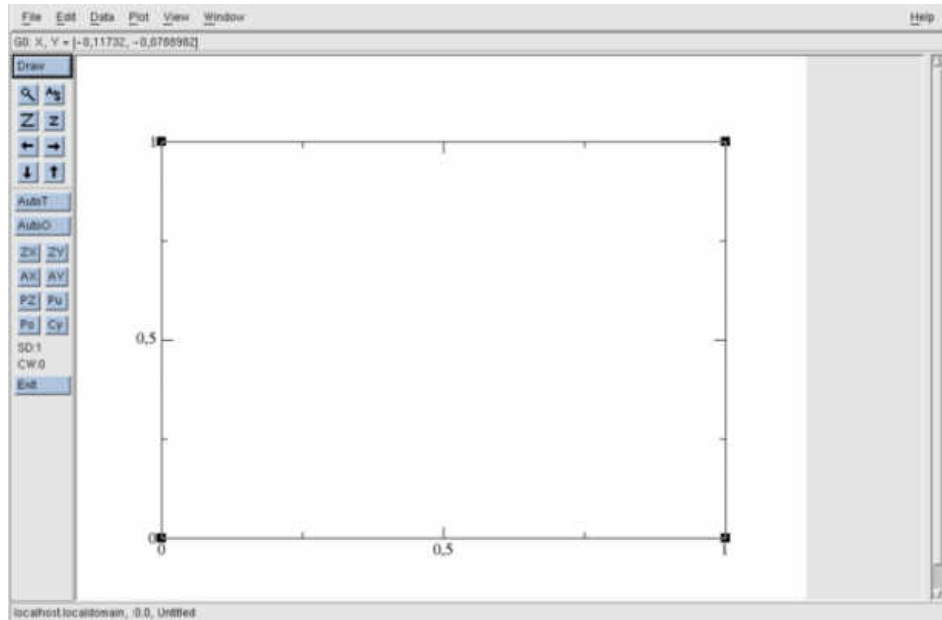 File Edit Data Plot View Window Help
G0: X, Y = [-0,11732, -0,0788982]
Draw
AS
Z z
AutoT
AutoO
ZX ZY
AX AY
PZ Pu
Po Cy
SD:1
CW:0
Exit
1
0,5
0
0 0,5 1
localhost.localdomain, :0.0, Untitled